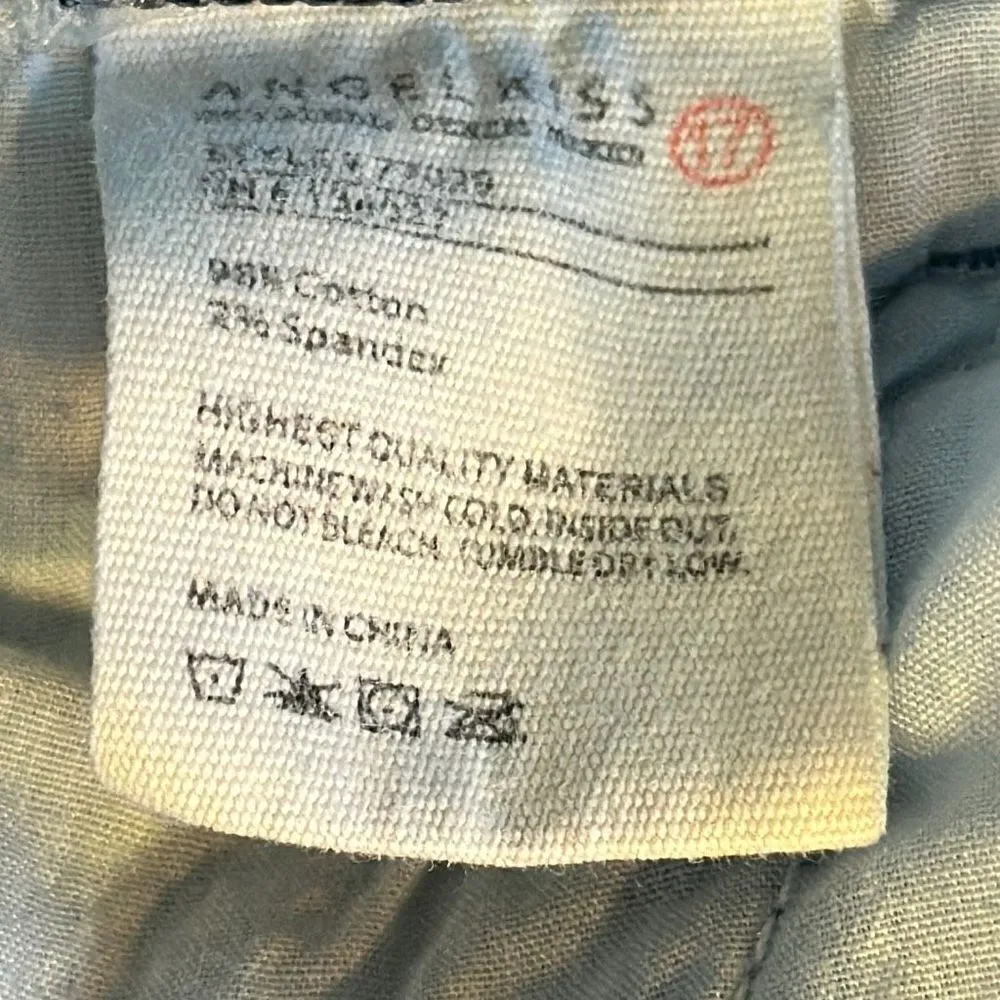 ANGEL KISS
17
98% Cotton
2% Spandex
HIGHEST QUALITY MATERIALS
MACHINE WASH COLD. INSIDE OUT.
DO NOT BLEACH. TUMBLE DRY LOW.
MADE IN CHINA